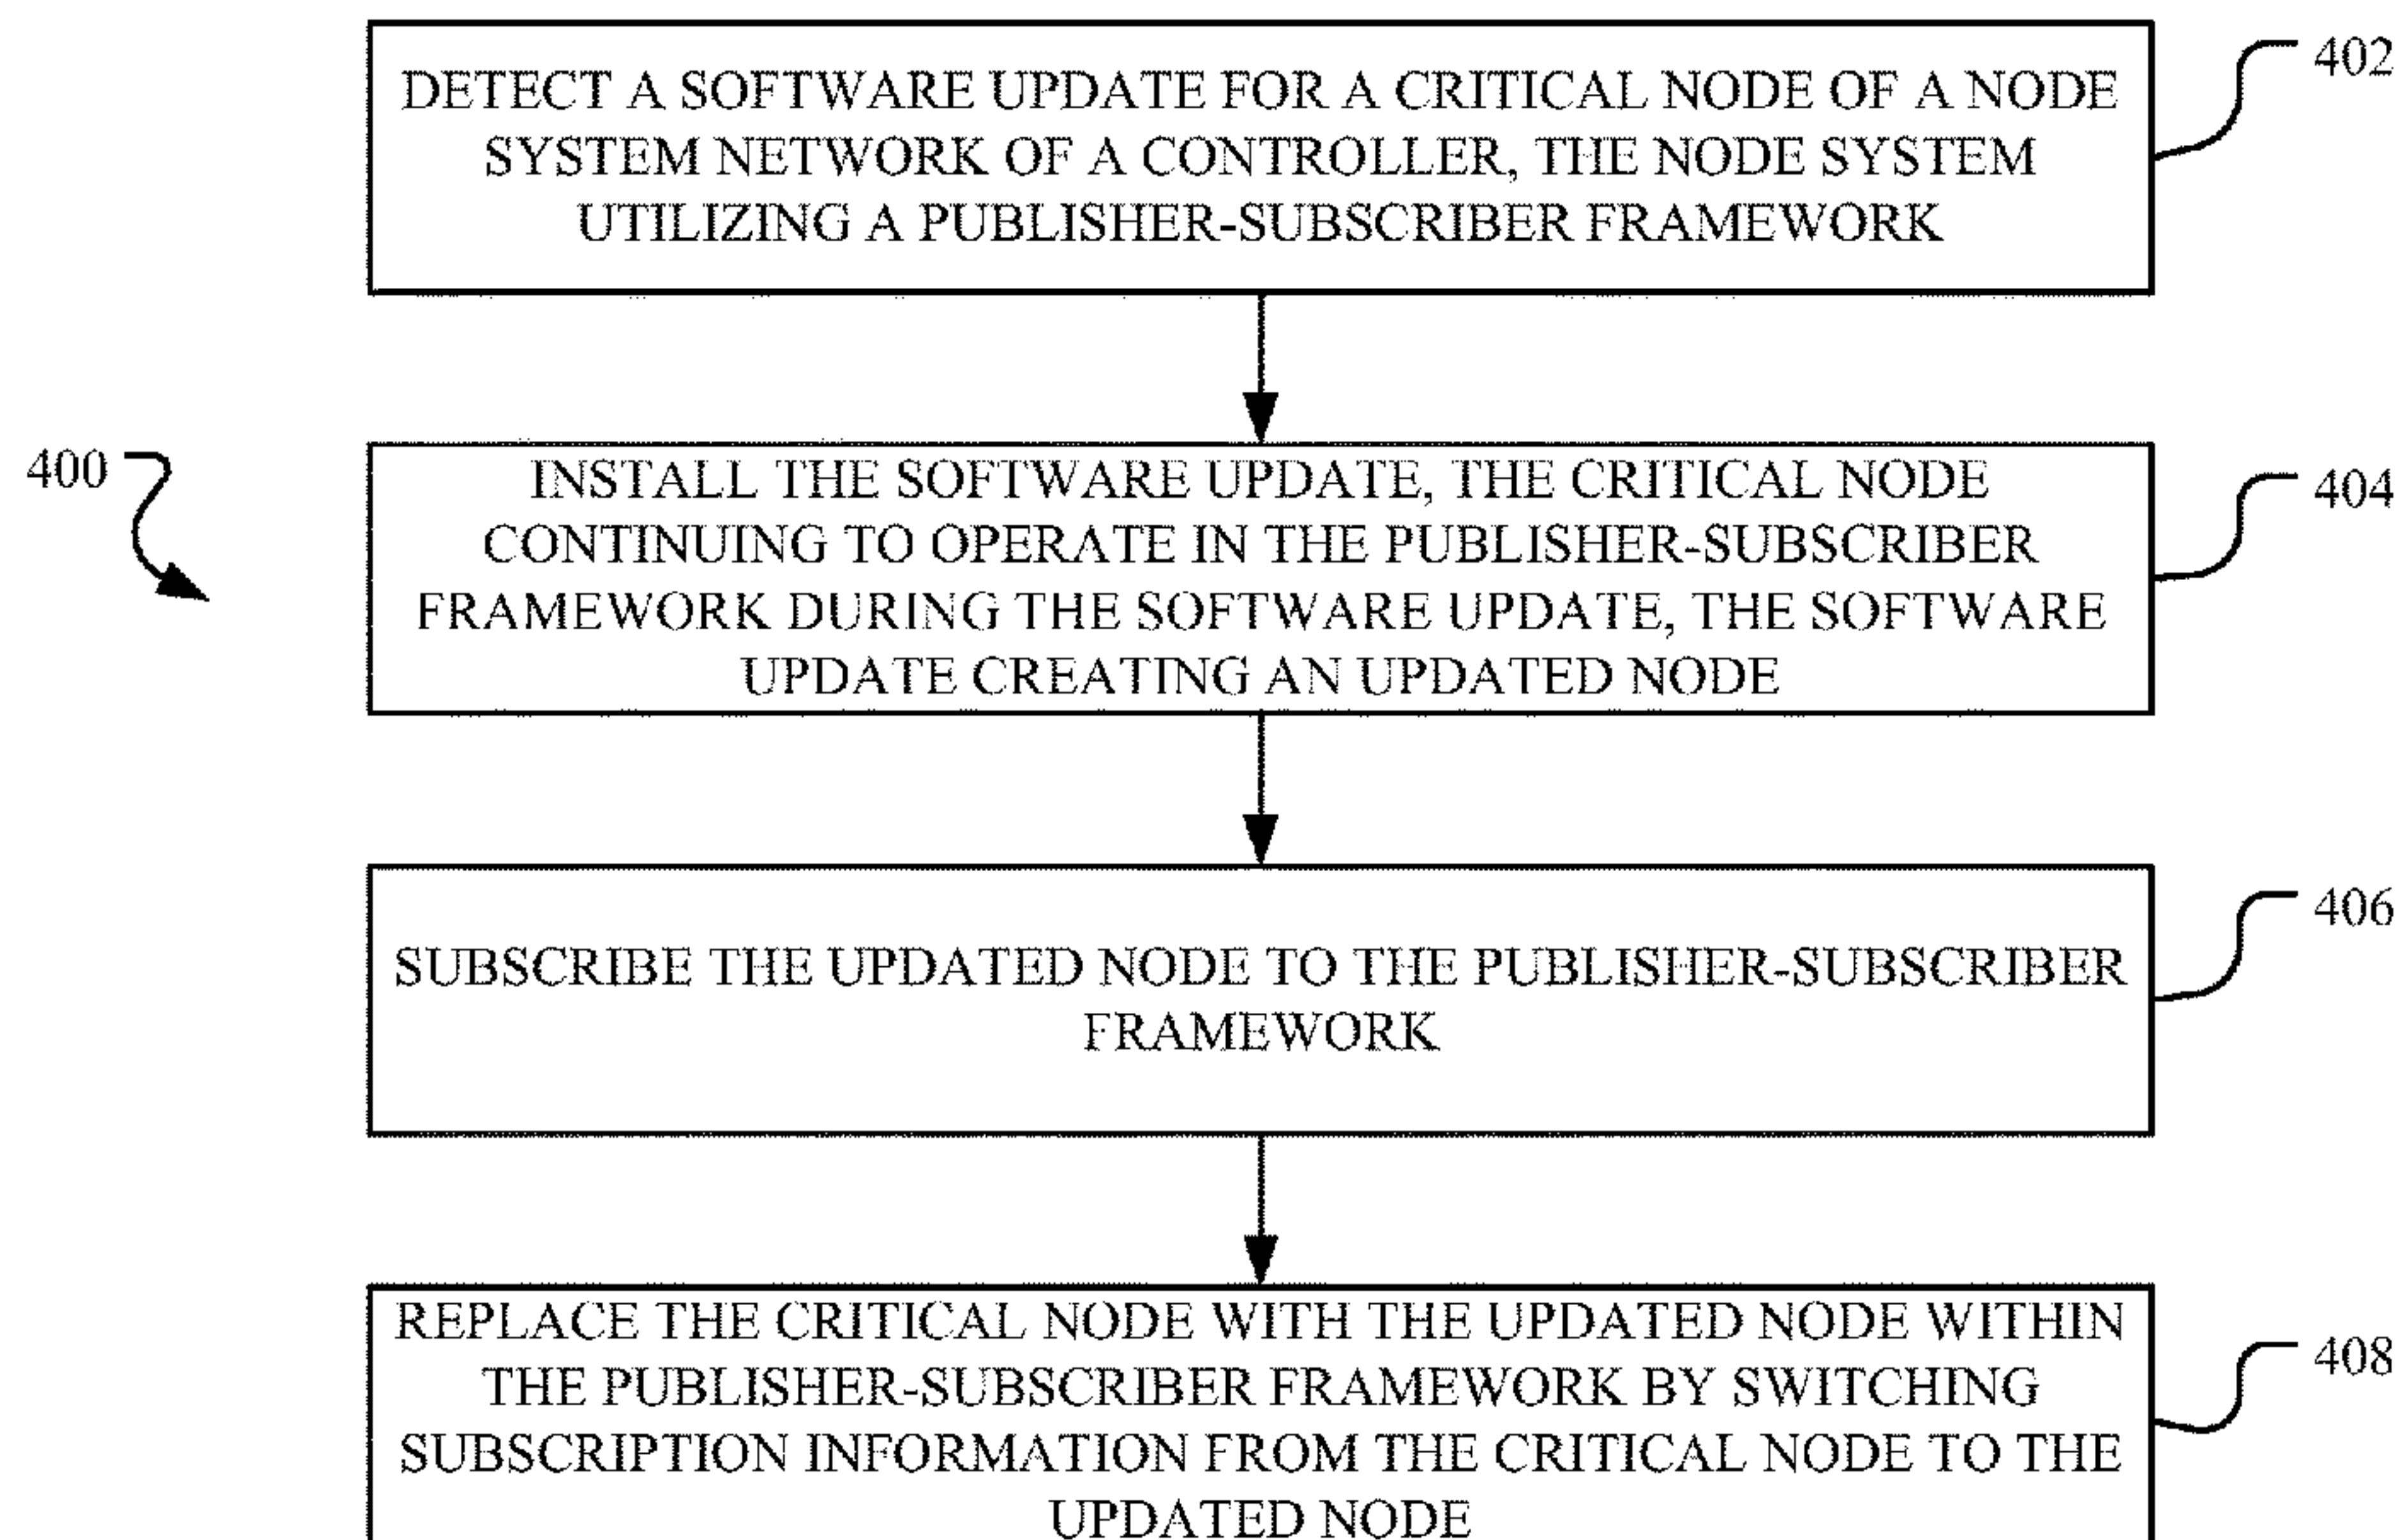 DETECT A SOFTWARE UPDATE FOR A CRITICAL NODE OF A NODE
SYSTEM NETWORK OF A CONTROLLER, THE NODE SYSTEM
UTILIZING A PUBLISHER-SUBSCRIBER FRAMEWORK
402
400
INSTALL THE SOFTWARE UPDATE, THE CRITICAL NODE
CONTINUING TO OPERATE IN THE PUBLISHER-SUBSCRIBER
FRAMEWORK DURING THE SOFTWARE UPDATE, THE SOFTWARE
UPDATE CREATING AN UPDATED NODE
404
SUBSCRIBE THE UPDATED NODE TO THE PUBLISHER-SUBSCRIBER
FRAMEWORK
406
REPLACE THE CRITICAL NODE WITH THE UPDATED NODE WITHIN
THE PUBLISHER-SUBSCRIBER FRAMEWORK BY SWITCHING
SUBSCRIPTION INFORMATION FROM THE CRITICAL NODE TO THE
UPDATED NODE
408